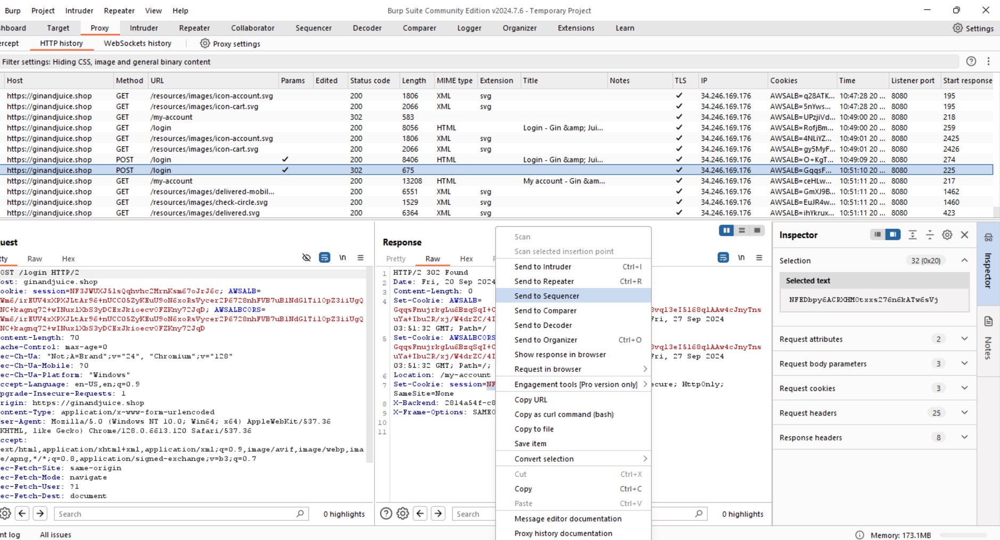 Burp Project Intruder Repeater View Help Burp Suite Community Edition v2024.7.6 - Temporary Project
shboard Target Proxy Intruder Repeater Collaborator Sequencer Decoder Comparer Logger Organizer Extensions Learn Settings
ercept HTTP history WebSockets history Proxy settings
Filter settings: Hiding CSS, image and general binary content
Host Method URL Params Edited Status code Length MIME type Extension Title Notes TLS IP Cookies Time Listener port Start response
https://ginandjuice.shop GET /resources/images/icon-account.svg 200 1806 XML svg ✓ 34.246.169.176 AWSALB=q28ATK... 10:47:28 20 ... 8080 195
https://ginandjuice.shop GET /resources/images/icon-cart.svg 200 2066 XML svg ✓ 34.246.169.176 AWSALB=5nYws... 10:47:28 20 ... 8080 195
https://ginandjuice.shop GET /my-account 302 583 ✓ 34.246.169.176 AWSALB=UPzjiVd... 10:49:00 20 ... 8080 218
https://ginandjuice.shop GET /login 200 8056 HTML Login - Gin &amp; Jui... ✓ 34.246.169.176 AWSALB=RofjBm... 10:49:00 20 ... 8080 259
https://ginandjuice.shop GET /resources/images/icon-account.svg 200 1806 XML svg ✓ 34.246.169.176 AWSALB=4NLiYZ... 10:49:01 20 ... 8080 2425
https://ginandjuice.shop GET /resources/images/icon-cart.svg 200 2066 XML svg ✓ 34.246.169.176 AWSALB=gy5MyF... 10:49:01 20 ... 8080 2426
https://ginandjuice.shop POST /login ✓ 200 8406 HTML Login - Gin &amp; Jui... ✓ 34.246.169.176 AWSALB=O+KgT... 10:49:09 20 ... 8080 274
https://ginandjuice.shop POST /login ✓ 302 675 ✓ 34.246.169.176 AWSALB=GqqsF... 10:51:10 20 ... 8080 225
https://ginandjuice.shop GET /my-account 200 13208 HTML My account - Gin &am... ✓ 34.246.169.176 AWSALB=ceHLw... 10:51:11 20 ... 8080 217
https://ginandjuice.shop GET /resources/images/delivered-mobil... 200 6551 XML svg ✓ 34.246.169.176 AWSALB=GmXJ9B... 10:51:11 20 ... 8080 1462
https://ginandjuice.shop GET /resources/images/check-circle.svg 200 1529 XML svg ✓ 34.246.169.176 AWSALB=EuJR4w... 10:51:11 20 ... 8080 1460
https://ginandjuice.shop GET /resources/images/delivered.svg 200 6364 XML svg ✓ 34.246.169.176 AWSALB=ihYkrux... 10:51:11 20 ... 8080 423
uest
tty Raw Hex \n
OST /login HTTP/2
ost: ginandjuice.shop
ookie: session=NF3JWUXJ5lsQqhvhc2MrnKsm67oJrJ6c; AWSALB=
Wm6/irEUV4xXPXJLtAr96+nUCC05ZyKEuU9oN6xoRsVycer2P6728nhFVB7uBlNdGlTil0pZ3iiUgQ
NC+kagnq72+wINuxlXbS3yDCExJkioecv0FZKny72JqD; AWSALBCORS=
Wm6/irEUV4xXPXJLtAr96+nUCC05ZyKEuU9oN6xoRsVycer2P6728nhFVB7uBlNdGlTil0pZ3iiUgQ
NC+kagnq72+wINuxlXbS3yDCExJkioecv0FZKny72JqD
ontent-Length: 70
ache-Control: max-age=0
ec-Ch-Ua: "Not;A=Brand";v="24", "Chromium";v="128"
ec-Ch-Ua-Mobile: ?0
ec-Ch-Ua-Platform: "Windows"
ccept-Language: en-US,en;q=0.9
pgrade-Insecure-Requests: 1
rigin: https://ginandjuice.shop
ontent-Type: application/x-www-form-urlencoded
ser-Agent: Mozilla/5.0 (Windows NT 10.0; Win64; x64) AppleWebKit/537.36
KHTML, like Gecko) Chrome/128.0.6613.120 Safari/537.36
ccept:
ext/html,application/xhtml+xml,application/xml;q=0.9,image/avif,image/webp,ima
e/apng,*/*;q=0.8,application/signed-exchange;v=b3;q=0.7
ec-Fetch-Site: same-origin
ec-Fetch-Mode: navigate
ec-Fetch-User: ?1
ec-Fetch-Dest: document
Search 0 highlights
Response
Pretty Raw Hex \n
1 HTTP/2 302 Found
2 Date: Fri, 20 Sep 2024
3 Content-Length: 0
4 Set-Cookie: AWSALB=
GqqsFnujrkgLu6BzqSqI+C 3vql3eI5l68qlAAw4cJnyTns
uYa+Ibu2R/xj/W4drZC/4I Fri, 27 Sep 2024
03:51:32 GMT; Path=/
5 Set-Cookie: AWSALBCORS
GqqsFnujrkgLu6BzqSqI+C 3vql3eI5l68qlAAw4cJnyTns
uYa+Ibu2R/xj/W4drZC/4I Fri, 27 Sep 2024
03:51:32 GMT; Path=/;
6 Location: /my-account
7 Set-Cookie: session=NF ecure; HttpOnly;
SameSite=None
8 X-Backend: 2814a54f-c8
9 X-Frame-Options: SAMEO
10
11
Search 0 highlights
Scan
Scan selected insertion point
Send to Intruder Ctrl+I
Send to Repeater Ctrl+R
Send to Sequencer
Send to Comparer
Send to Decoder
Send to Organizer Ctrl+O
Show response in browser
Request in browser
Engagement tools [Pro version only]
Copy URL
Copy as curl command (bash)
Copy to file
Save item
Convert selection
Cut Ctrl+X
Copy Ctrl+C
Paste Ctrl+V
Message editor documentation
Proxy history documentation
Inspector
Selection 32 (0x20)
Selected text
NFEDbpy6ACRXHM0txxs276n6kATw6sVj
Request attributes 2
Request body parameters 3
Request cookies 3
Request headers 25
Response headers 8
Inspector
Notes
nt log All issues Memory: 173.1MB